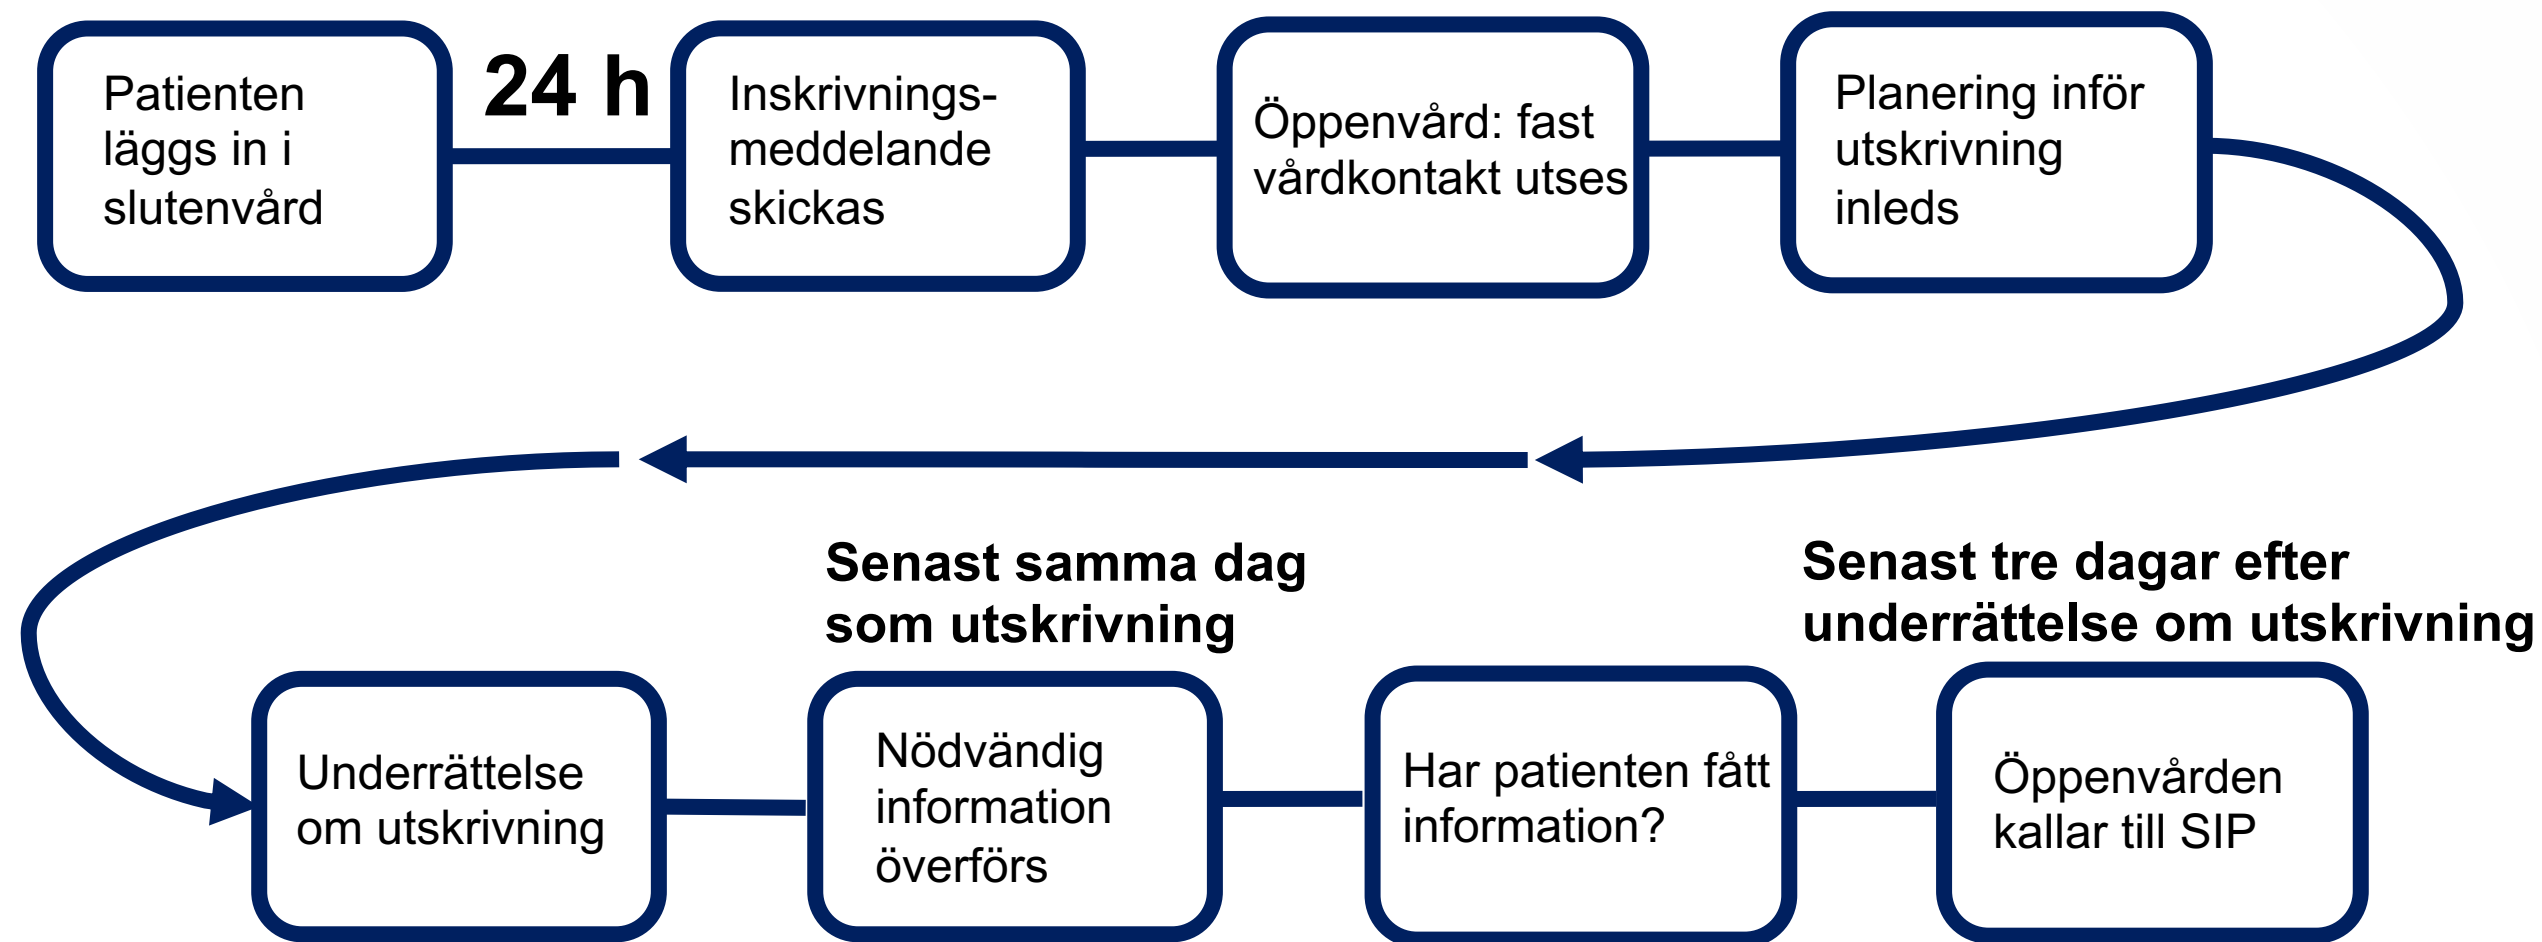 Patienten
läggs in i
slutenvård
24 h
Inskrivnings-
meddelande
skickas
Öppenvård: fast
vårdkontakt utses
Planering inför
utskrivning
inleds
Underrättelse
om utskrivning
Senast samma dag
som utskrivning
Nödvändig
information
överförs
Har patienten fått
information?
Senast tre dagar efter
underrättelse om utskrivning
Öppenvården
kallar till SIP